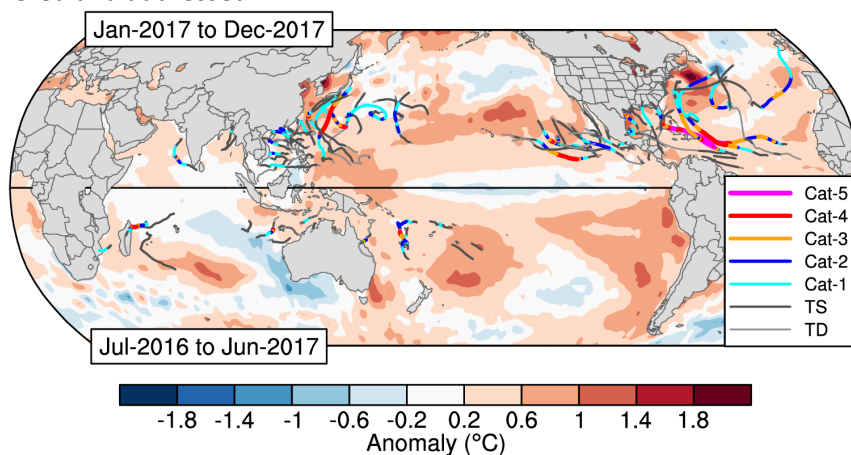 Jan-2017 to Dec-2017
Cat-5
Cat-4
Cat-3
Cat-2
Cat-1
TS
TD
Jul-2016 to Jun-2017
-1.8 -1.4 -1 -0.6 -0.2 0.2 0.6 1 1.4 1.8
Anomaly (°C)